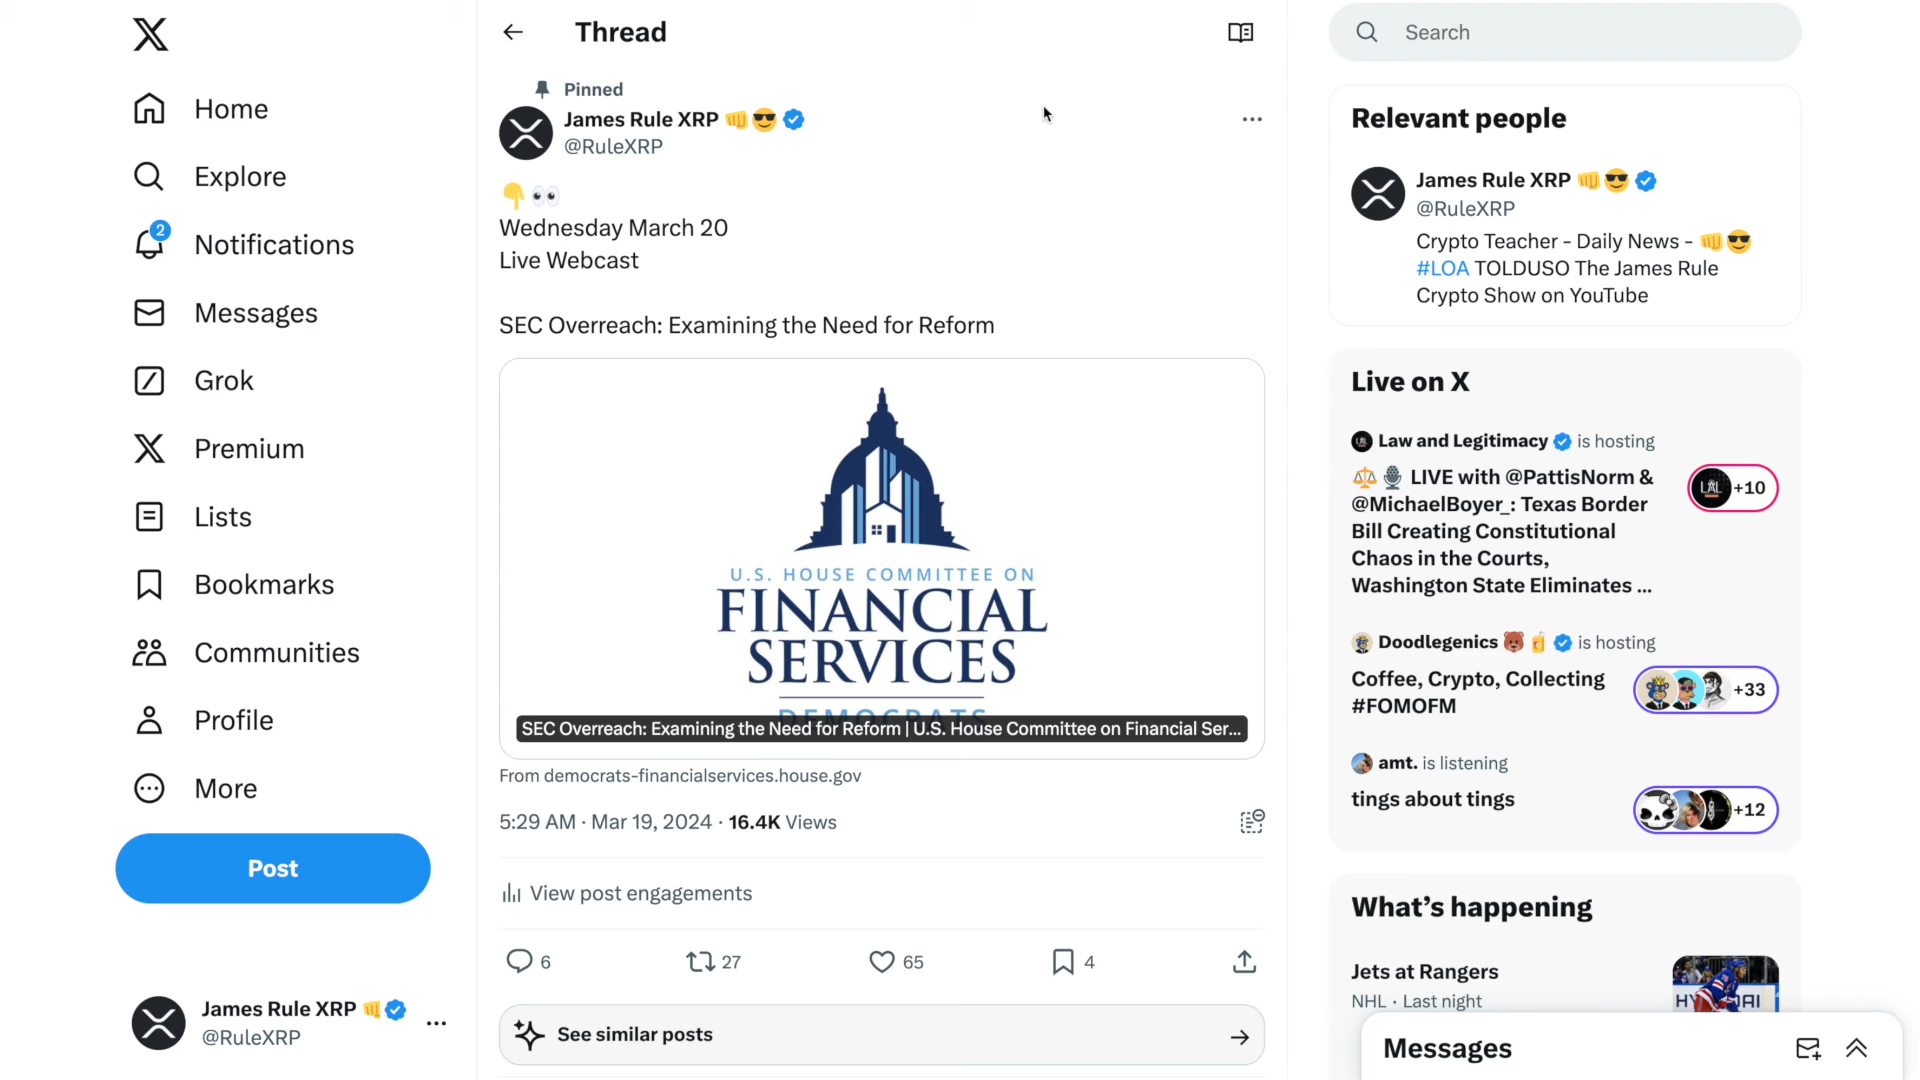 Home
Explore
2
Notifications
Messages
Grok
Premium
Lists
Bookmarks
Communities
Profile
More
Post
James Rule XRP
@RuleXRP
Thread
Pinned
James Rule XRP
@RuleXRP
Wednesday March 20
Live Webcast
SEC Overreach: Examining the Need for Reform
U.S. HOUSE COMMITTEE ON
FINANCIAL
SERVICES
DEMOCRATS
SEC Overreach: Examining the Need for Reform | U.S. House Committee on Financial Ser...
From democrats-financialservices.house.gov
5:29 AM · Mar 19, 2024 · 16.4K Views
View post engagements
6
27
65
4
See similar posts
Search
Relevant people
James Rule XRP
@RuleXRP
Crypto Teacher - Daily News -
#LOA TOLDUSO The James Rule
Crypto Show on YouTube
Live on X
Law and Legitimacy is hosting
LIVE with @PattisNorm &
@MichaelBoyer_: Texas Border
Bill Creating Constitutional
Chaos in the Courts,
Washington State Eliminates ...
LAL
+10
Doodlegenics is hosting
Coffee, Crypto, Collecting
#FOMOFM
+33
amt. is listening
tings about tings
+12
What's happening
Jets at Rangers
NHL · Last night
Messages